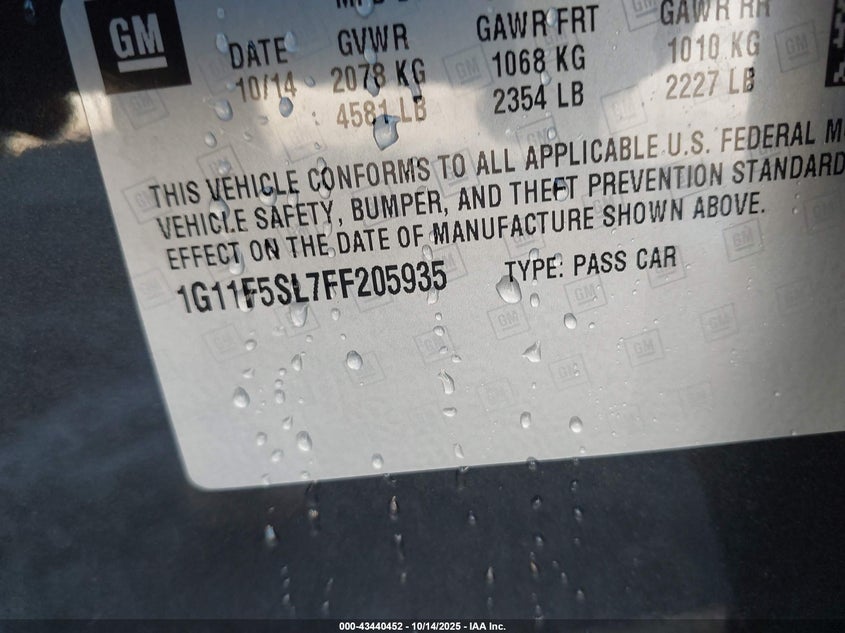 GM
DATE GVWR GAWR FRT GAWR RR
10/14 2078 KG 1068 KG 1010 KG
4581 LB 2354 LB 2227 LB
THIS VEHICLE CONFORMS TO ALL APPLICABLE U.S. FEDERAL M
VEHICLE SAFETY, BUMPER, AND THEFT PREVENTION STANDARD
EFFECT ON THE DATE OF MANUFACTURE SHOWN ABOVE.
1G11F5SL7FF205935 TYPE: PASS CAR
000-43440452 - 10/14/2025 - IAA Inc.